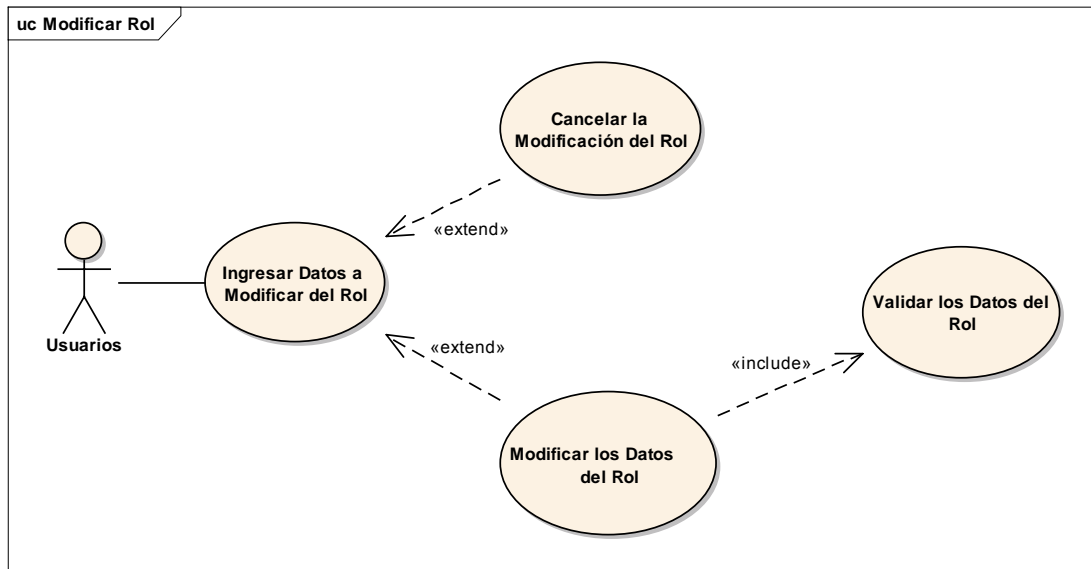 uc Modificar Rol
Cancelar la
Modificación del Rol
«extend»
Ingresar Datos a
Modificar del Rol
Usuarios
«extend»
Validar los Datos del
Rol
«include»
Modificar los Datos
del Rol